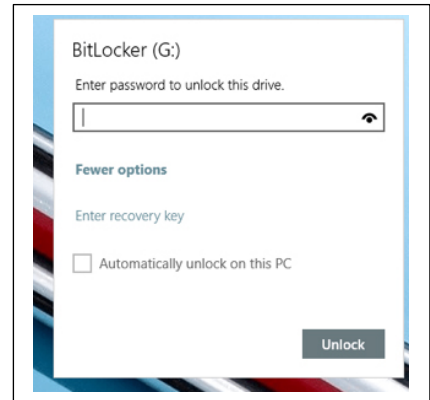 BitLocker (G:)
Enter password to unlock this drive.
Fewer options
Enter recovery key
Automatically unlock on this PC
Unlock